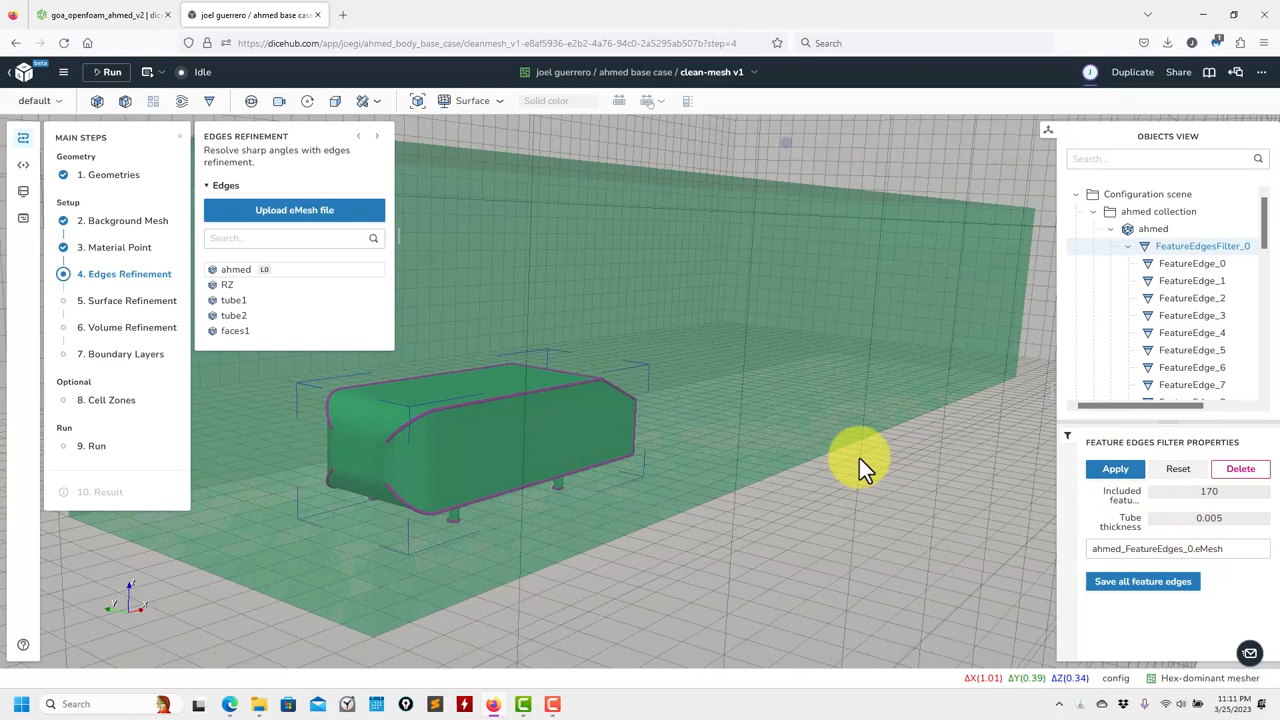 goa_openfoam_ahmed_v2 | dice
joel guerrero / ahmed base cas
https://dicehub.com/app/joegi/ahmed_body_base_case/cleanmesh_v1-e8af5936-e2b2-4a76-94c0-2a5295ab507b?step=4
Search
beta
Run
Idle
joel guerrero / ahmed base case / clean-mesh v1
J
Duplicate
Share
default
Surface
Solid color
MAIN STEPS
Geometry
1. Geometries
Setup
2. Background Mesh
3. Material Point
4. Edges Refinement
5. Surface Refinement
6. Volume Refinement
7. Boundary Layers
Optional
8. Cell Zones
Run
9. Run
10. Result
EDGES REFINEMENT
Resolve sharp angles with edges
refinement.
Edges
Upload eMesh file
Search...
ahmed L0
RZ
tube1
tube2
faces1
OBJECTS VIEW
Search...
Configuration scene
ahmed collection
ahmed
FeatureEdgesFilter_0
FeatureEdge_0
FeatureEdge_1
FeatureEdge_2
FeatureEdge_3
FeatureEdge_4
FeatureEdge_5
FeatureEdge_6
FeatureEdge_7
FEATURE EDGES FILTER PROPERTIES
Apply
Reset
Delete
Included
featu...
170
Tube
thickness
0.005
ahmed_FeatureEdges_0.eMesh
Save all feature edges
Z
Y
X
ΔX(1.01) ΔY(0.39) ΔZ(0.34) config Hex-dominant mesher
Search
11:11 PM
3/25/2023